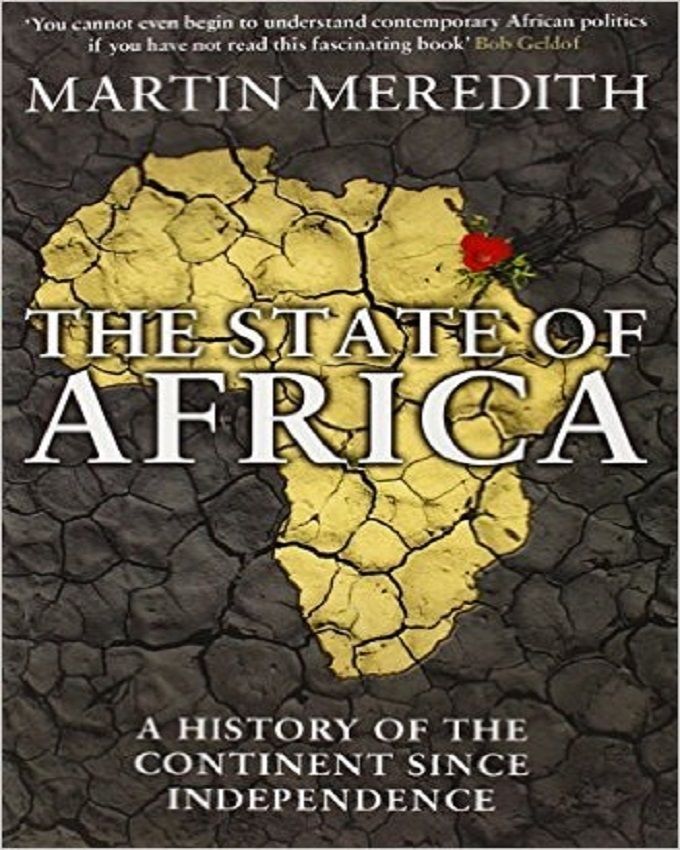 'You cannot even begin to understand contemporary African politics
if you have not read this fascinating book' Bob Geldof
MARTIN MEREDITH
THE STATE OF
AFRICA
A HISTORY OF THE
CONTINENT SINCE
INDEPENDENCE